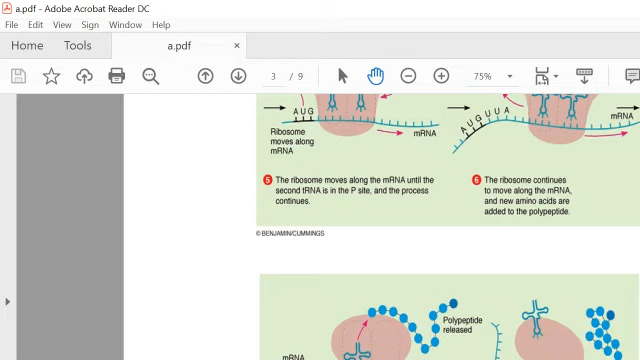 a.pdf - Adobe Acrobat Reader DC
File Edit View Sign Window Help
Home Tools a.pdf ×
3 / 9 75%
AUG
Ribosome
moves along
mRNA
mRNA
AUGUUA
mRNA
5 The ribosome moves along the mRNA until the
second tRNA is in the P site, and the process
continues.
6 The ribosome continues
to move along the mRNA,
and new amino acids are
added to the polypeptide.
© BENJAMIN/CUMMINGS
Polypeptide
released
mRNA